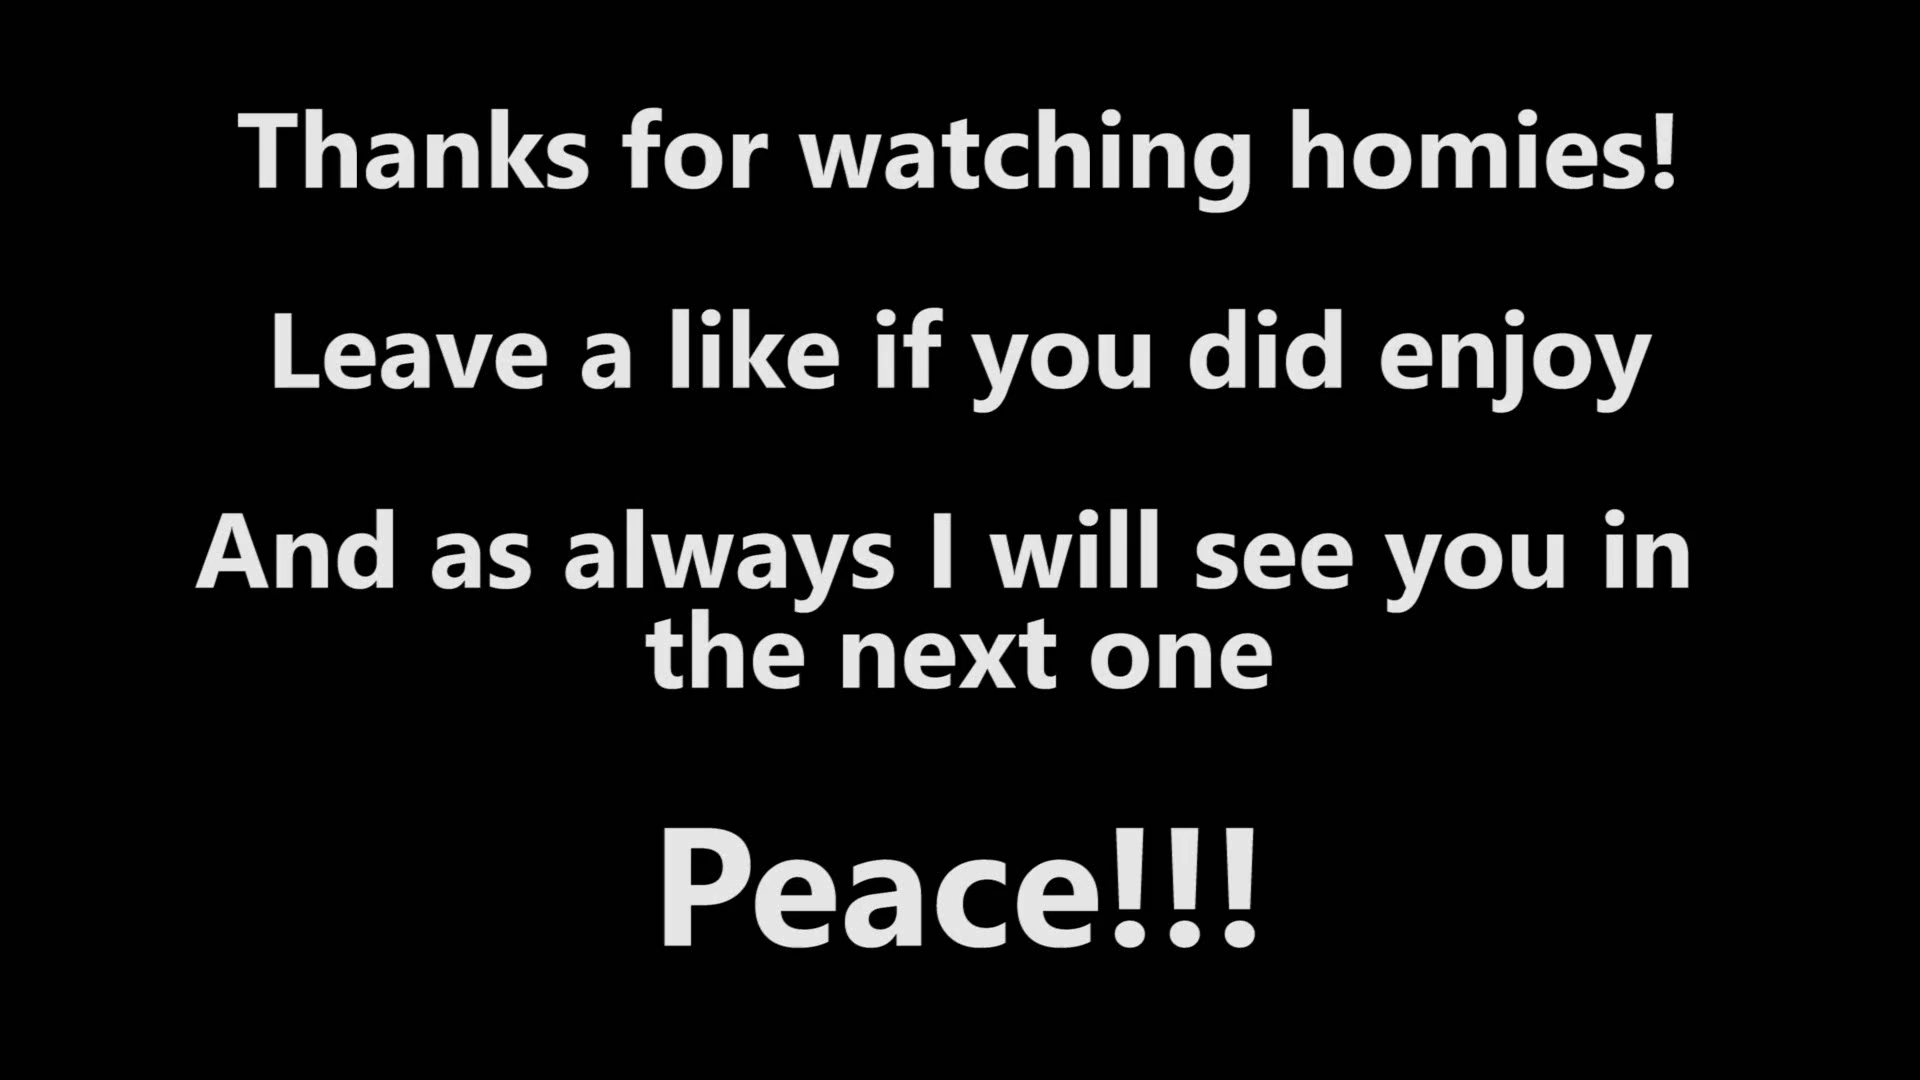 Thanks for watching homies!
Leave a like if you did enjoy
And as always I will see you in
the next one
Peace!!!